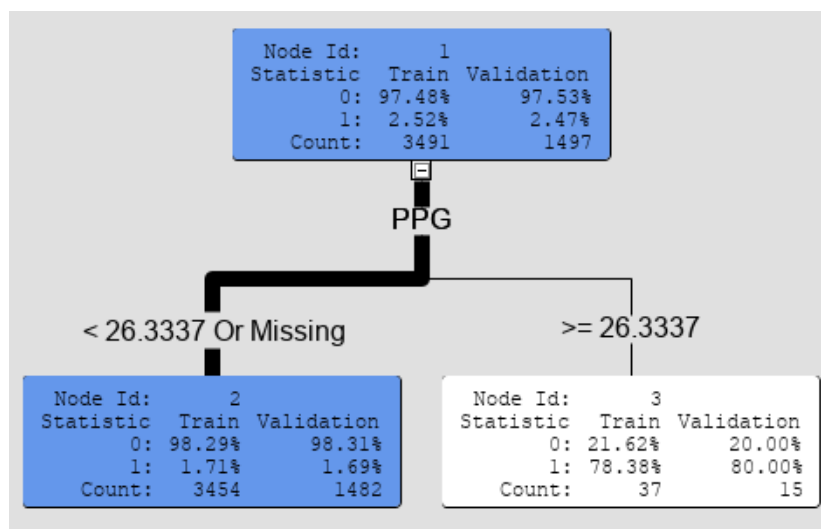 Node Id: 1
Statistic Train Validation
0: 97.48% 97.53%
1: 2.52% 2.47%
Count: 3491 1497
PPG
< 26.3337 Or Missing
>= 26.3337
Node Id: 2
Statistic Train Validation
0: 98.29% 98.31%
1: 1.71% 1.69%
Count: 3454 1482
Node Id: 3
Statistic Train Validation
0: 21.62% 20.00%
1: 78.38% 80.00%
Count: 37 15